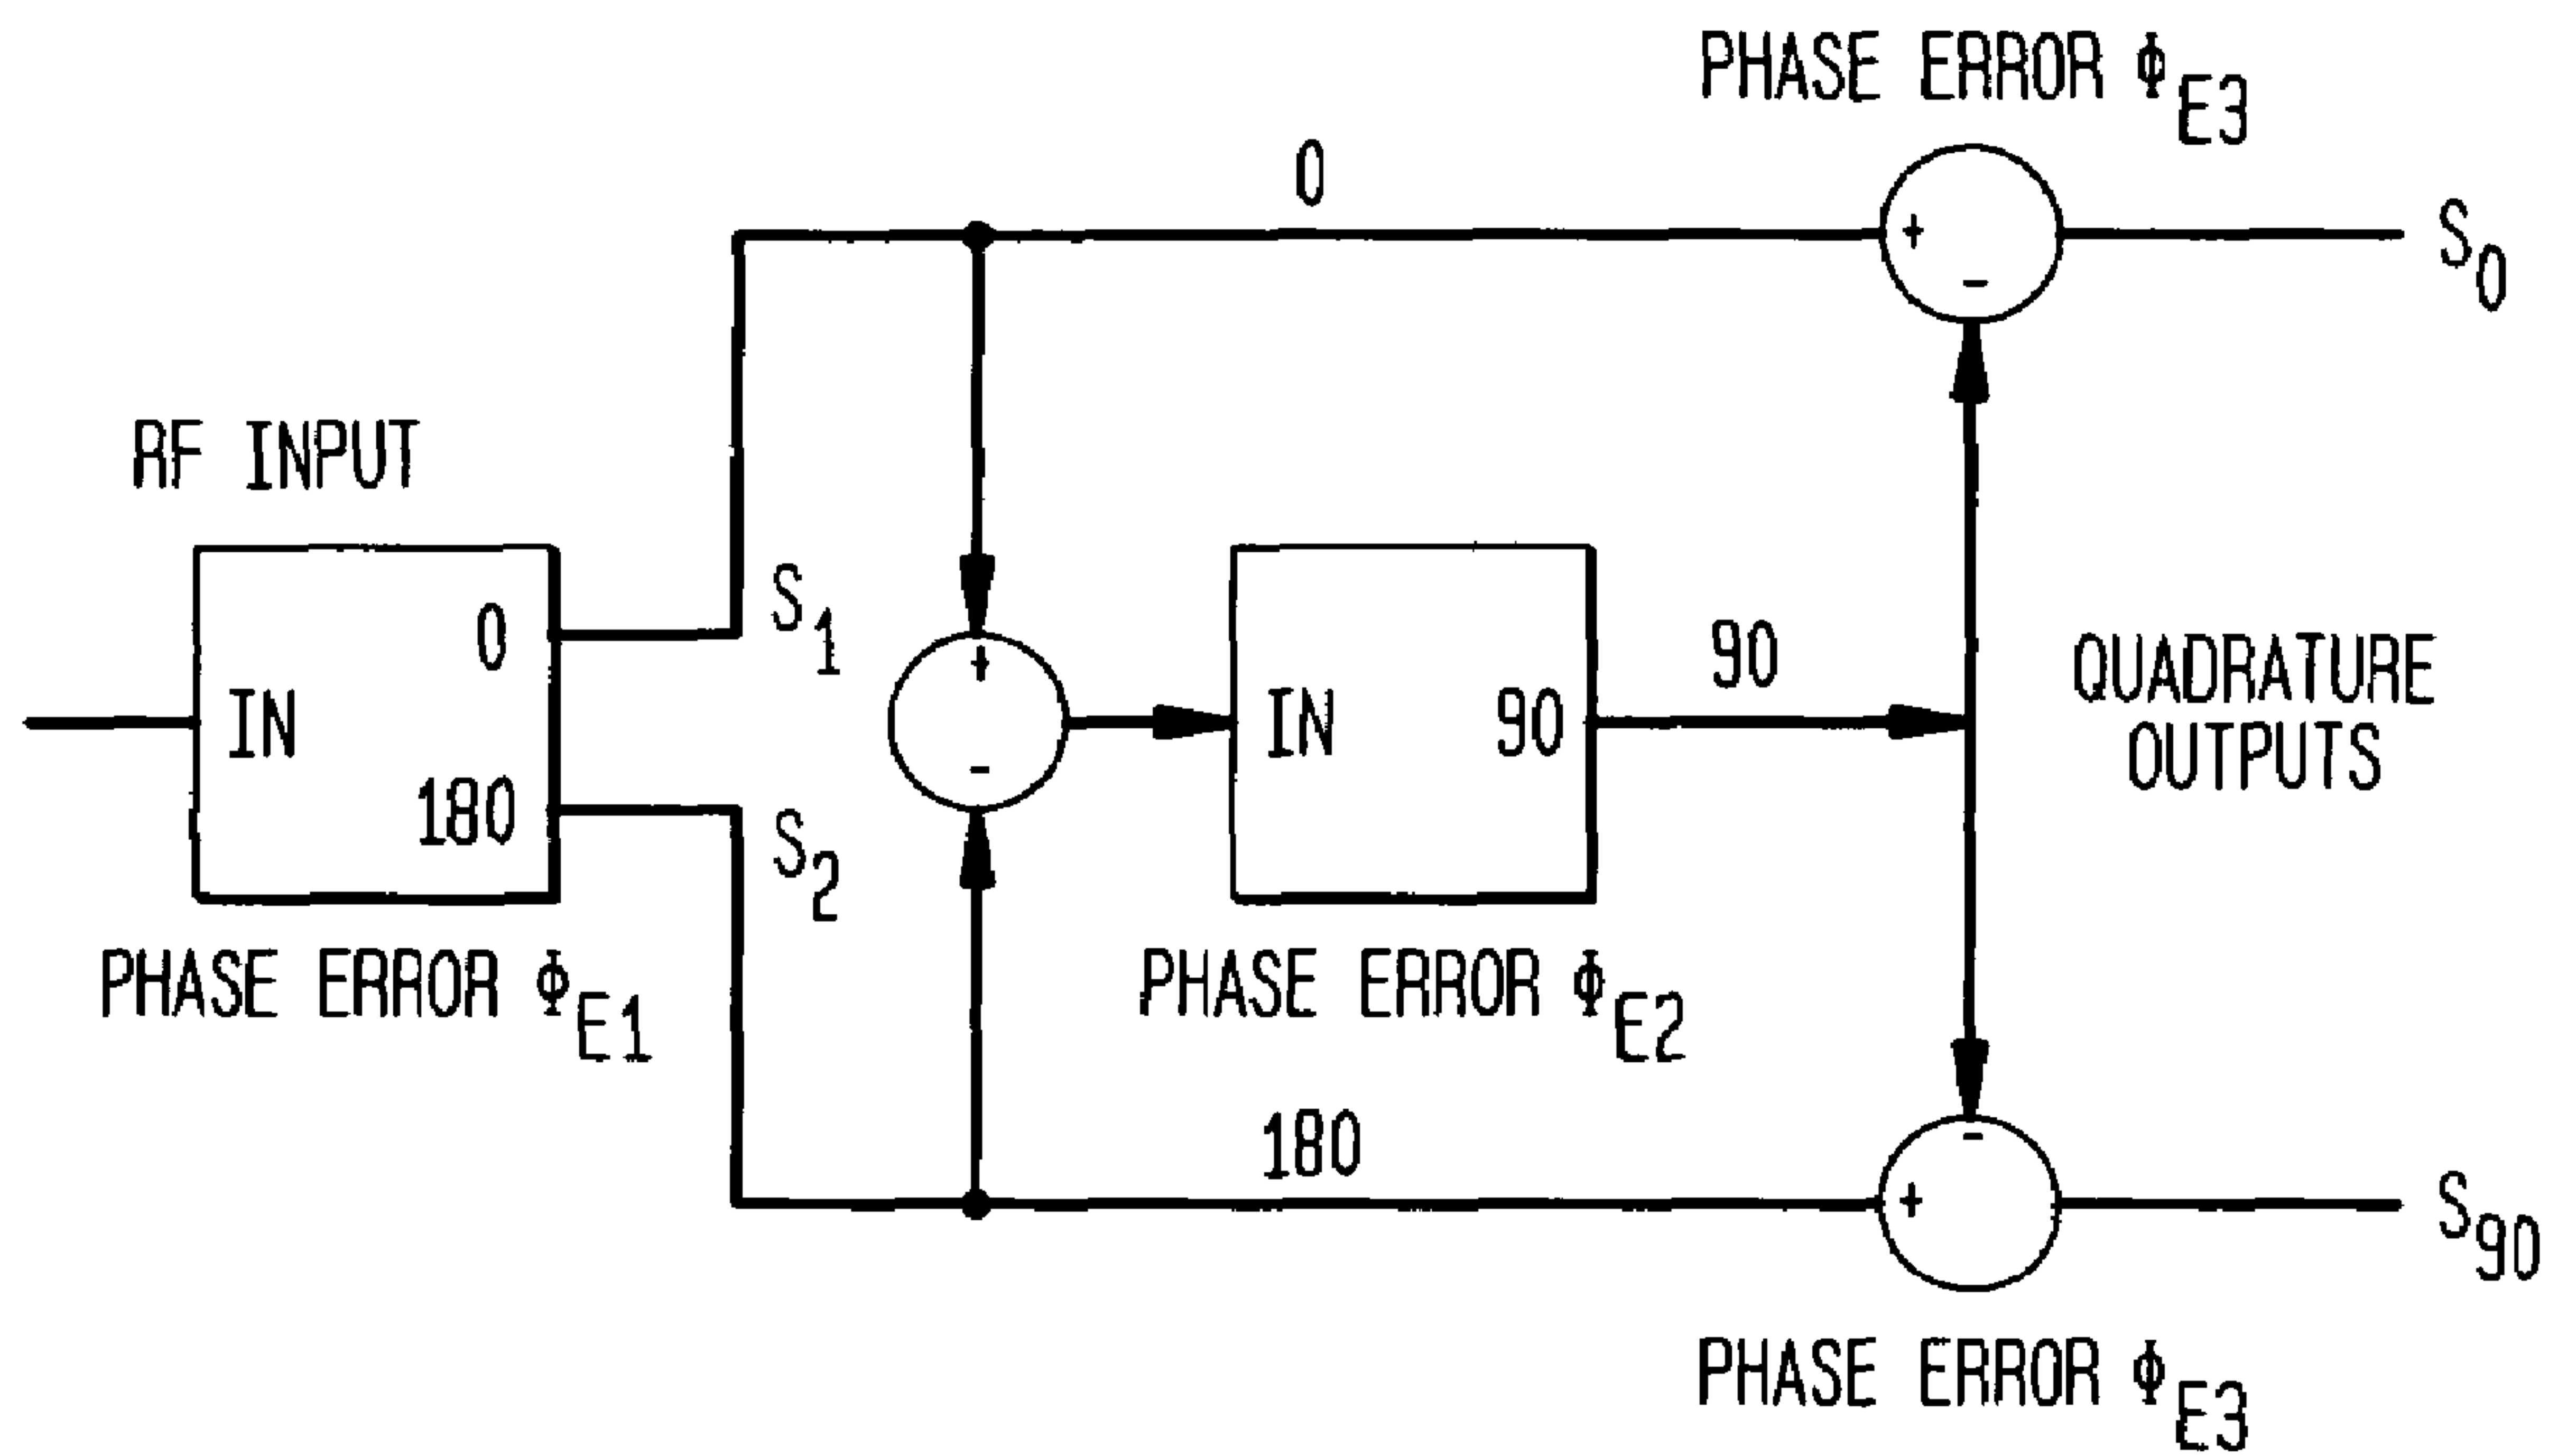 PHASE ERROR ϕE3
0
+
-
S0
RF INPUT
0
IN
180
S1
S2
PHASE ERROR ϕE1
+
-
IN
90
PHASE ERROR ϕE2
90
QUADRATURE
OUTPUTS
180
-
+
S90
PHASE ERROR ϕE3